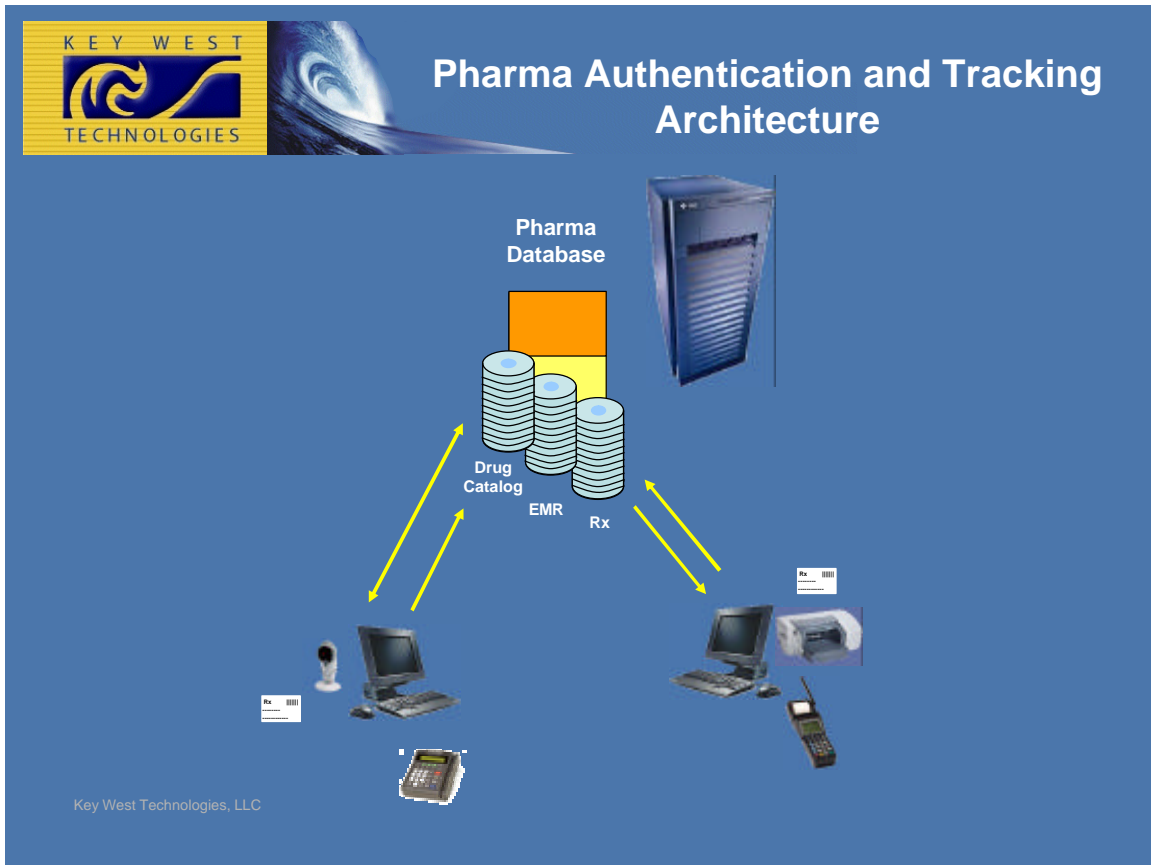 KEY WEST
TECHNOLOGIES
Pharma Authentication and Tracking
Architecture
Pharma
Database
Drug
Catalog
EMR
Rx
Rx
Rx
Key West Technologies, LLC